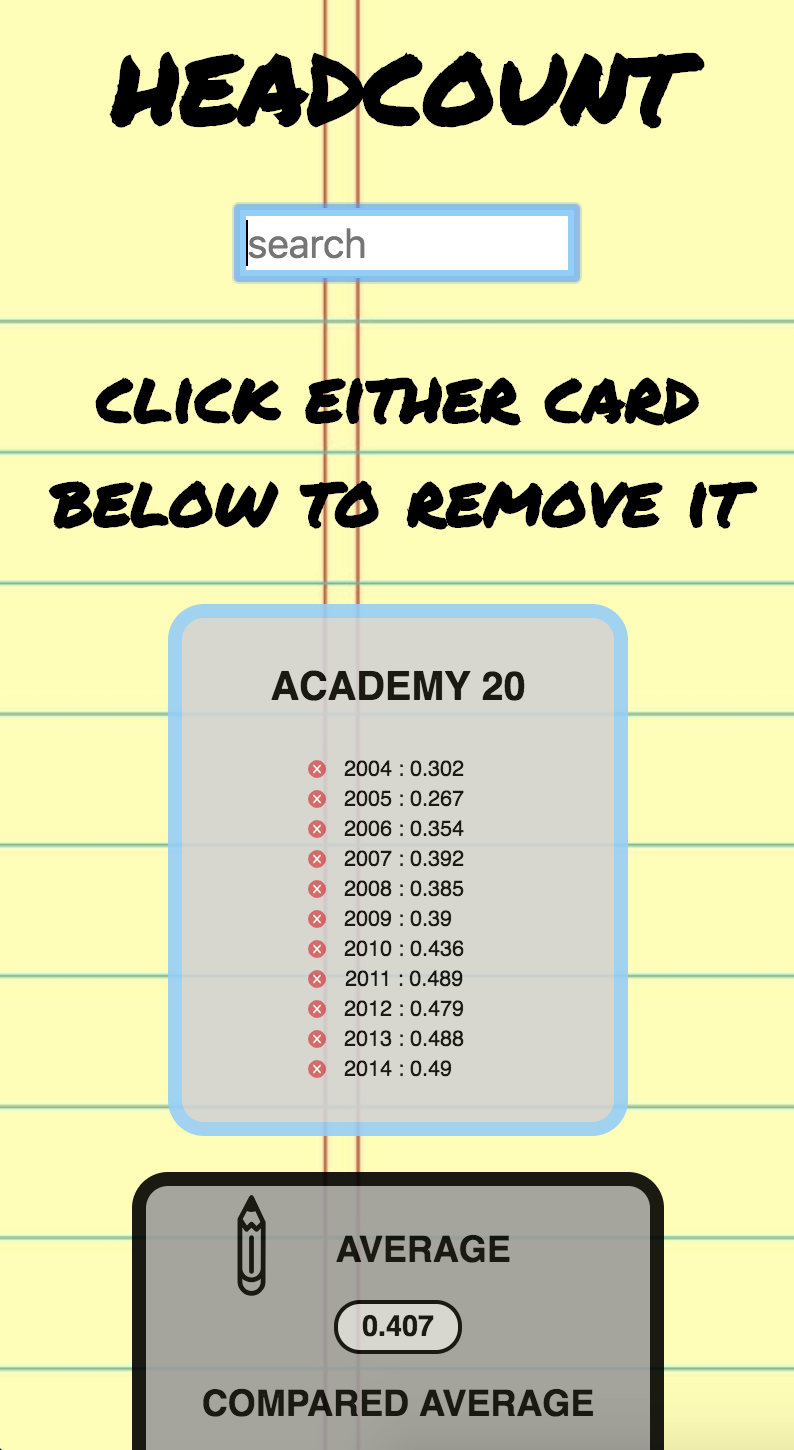 HEADCOUNT
search
CLICK EITHER CARD
BELOW TO REMOVE IT
ACADEMY 20
2004 : 0.302
2005 : 0.267
2006 : 0.354
2007 : 0.392
2008 : 0.385
2009 : 0.39
2010 : 0.436
2011 : 0.489
2012 : 0.479
2013 : 0.488
2014 : 0.49
AVERAGE
0.407
COMPARED AVERAGE